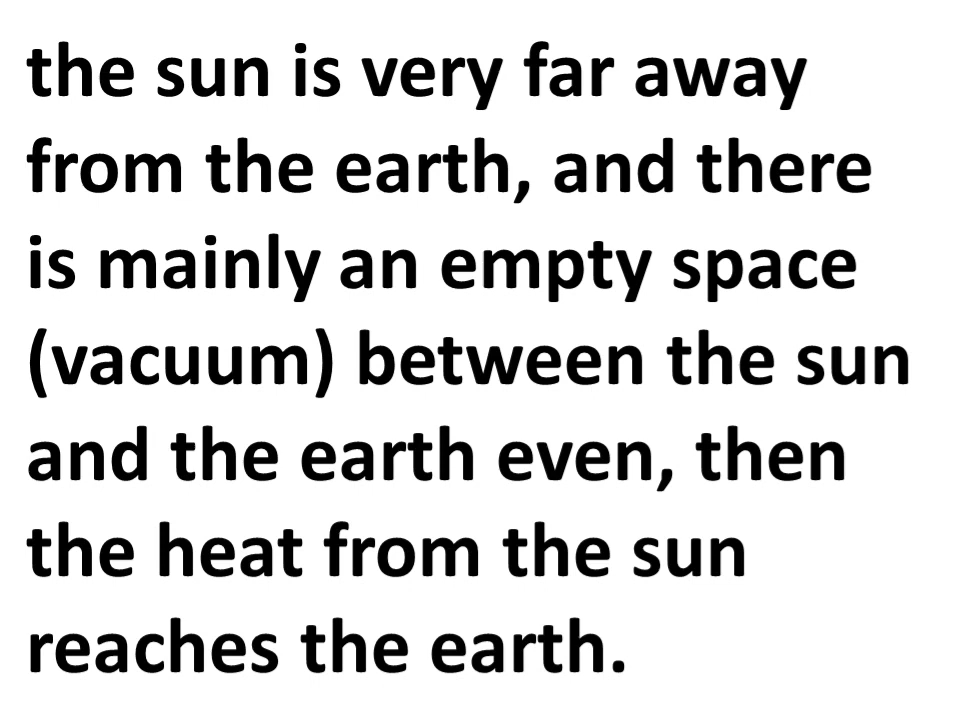 the sun is very far away
from the earth, and there
is mainly an empty space
(vacuum) between the sun
and the earth even, then
the heat from the sun
reaches the earth.